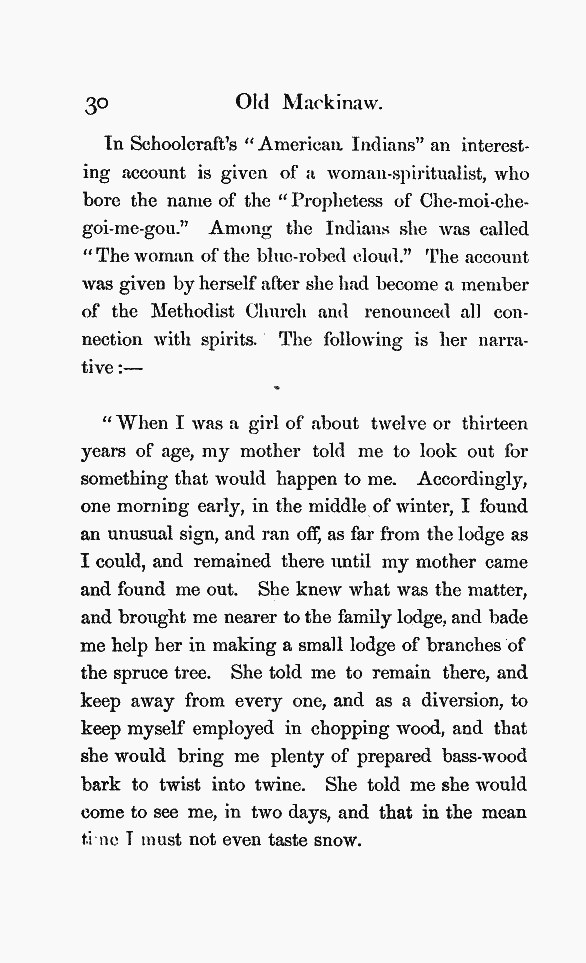 30 Old Mackinaw.
In Schoolcraft's "American Indians" an interest-
ing account is given of a woman-spiritualist, who
bore the name of the "Prophetess of Che-moi-che-
goi-me-gou." Among the Indians she was called
"The woman of the blue-robed cloud." The account
was given by herself after she had become a member
of the Methodist Church and renounced all con-
nection with spirits. The following is her narra-
tive:—
"When I was a girl of about twelve or thirteen
years of age, my mother told me to look out for
something that would happen to me. Accordingly,
one morning early, in the middle of winter, I found
an unusual sign, and ran off, as far from the lodge as
I could, and remained there until my mother came
and found me out. She knew what was the matter,
and brought me nearer to the family lodge, and bade
me help her in making a small lodge of branches of
the spruce tree. She told me to remain there, and
keep away from every one, and as a diversion, to
keep myself employed in chopping wood, and that
she would bring me plenty of prepared bass-wood
bark to twist into twine. She told me she would
come to see me, in two days, and that in the mean
time I must not even taste snow.